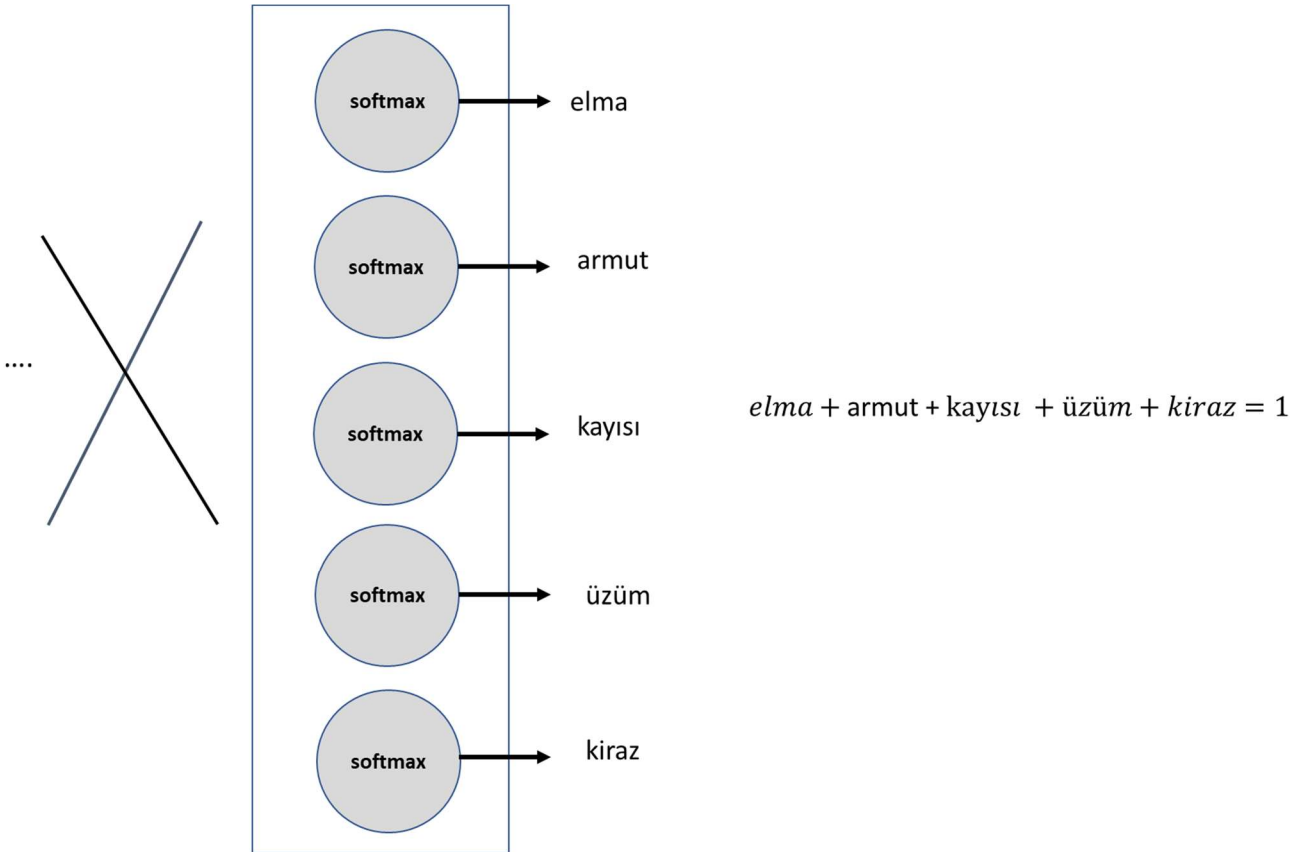 softmax
elma
softmax
armut
....
softmax
kayısı
elma + armut + kayısı + üzüm + kiraz = 1
softmax
üzüm
softmax
kiraz